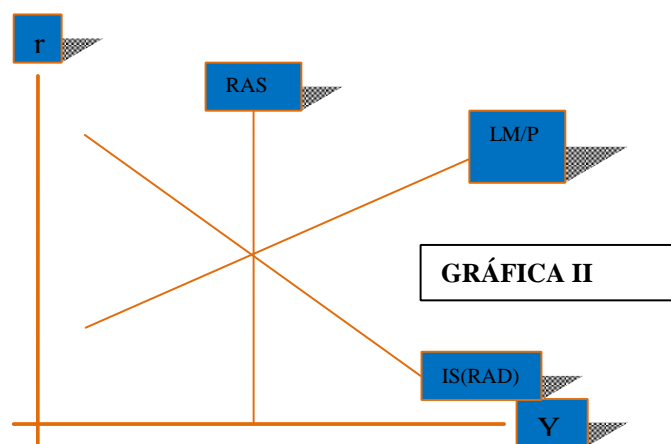 r
RAS
LM/P
GRÁFICA II
IS(RAD)
Y